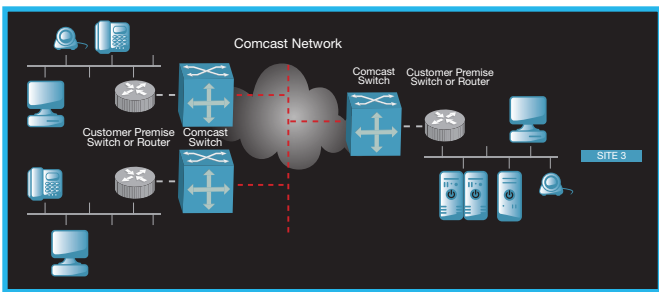 Comcast Network
Comcast
Switch
Customer Premise
Switch or Router
Customer Premise
Switch or Router
Comcast
Switch
SITE 3